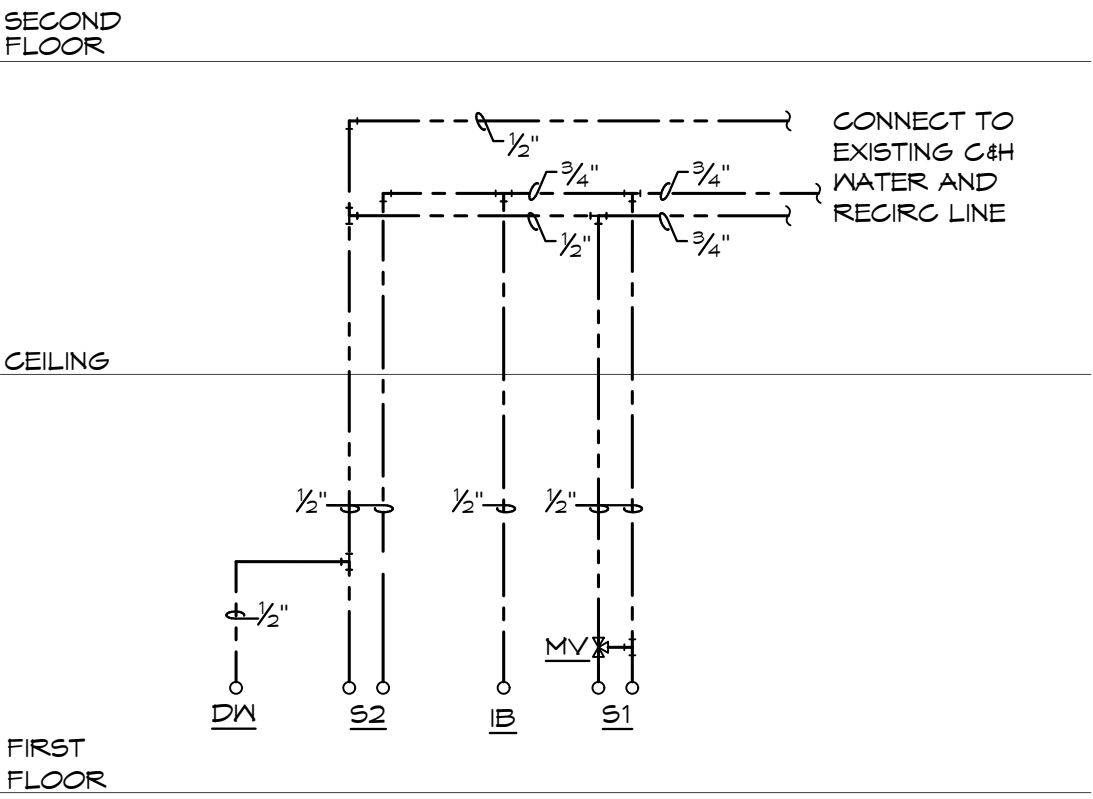 SECOND
FLOOR
CONNECT TO
EXISTING C&H
WATER AND
RECIRC LINE
1/2"
3/4"
3/4"
1/2"
3/4"
CEILING
1/2"
1/2"
1/2"
1/2"
MV
DW
S2
IB
S1
FIRST
FLOOR